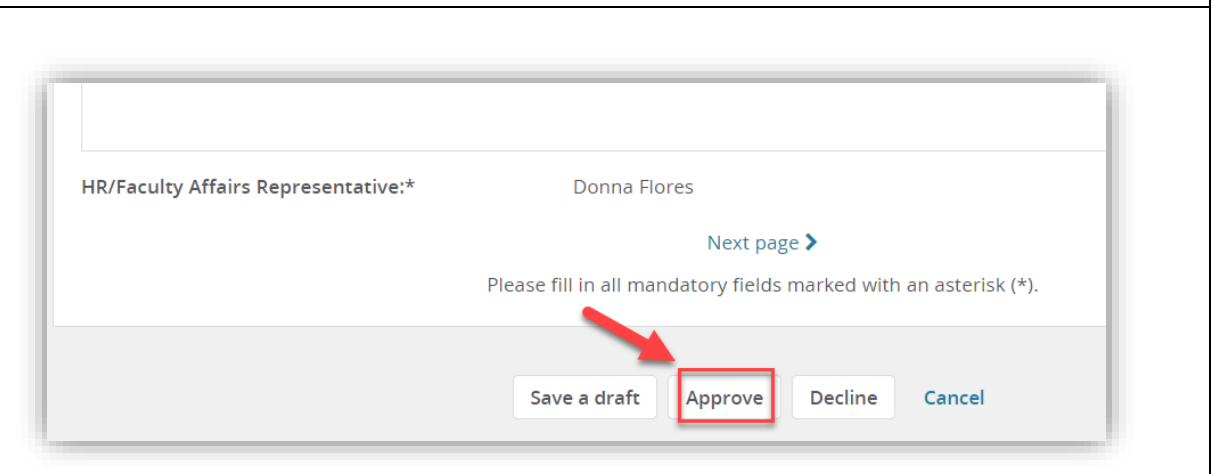 HR/Faculty Affairs Representative:* Donna Flores
Next page
Please fill in all mandatory fields marked with an asterisk (*).
Save a draft Approve Decline Cancel